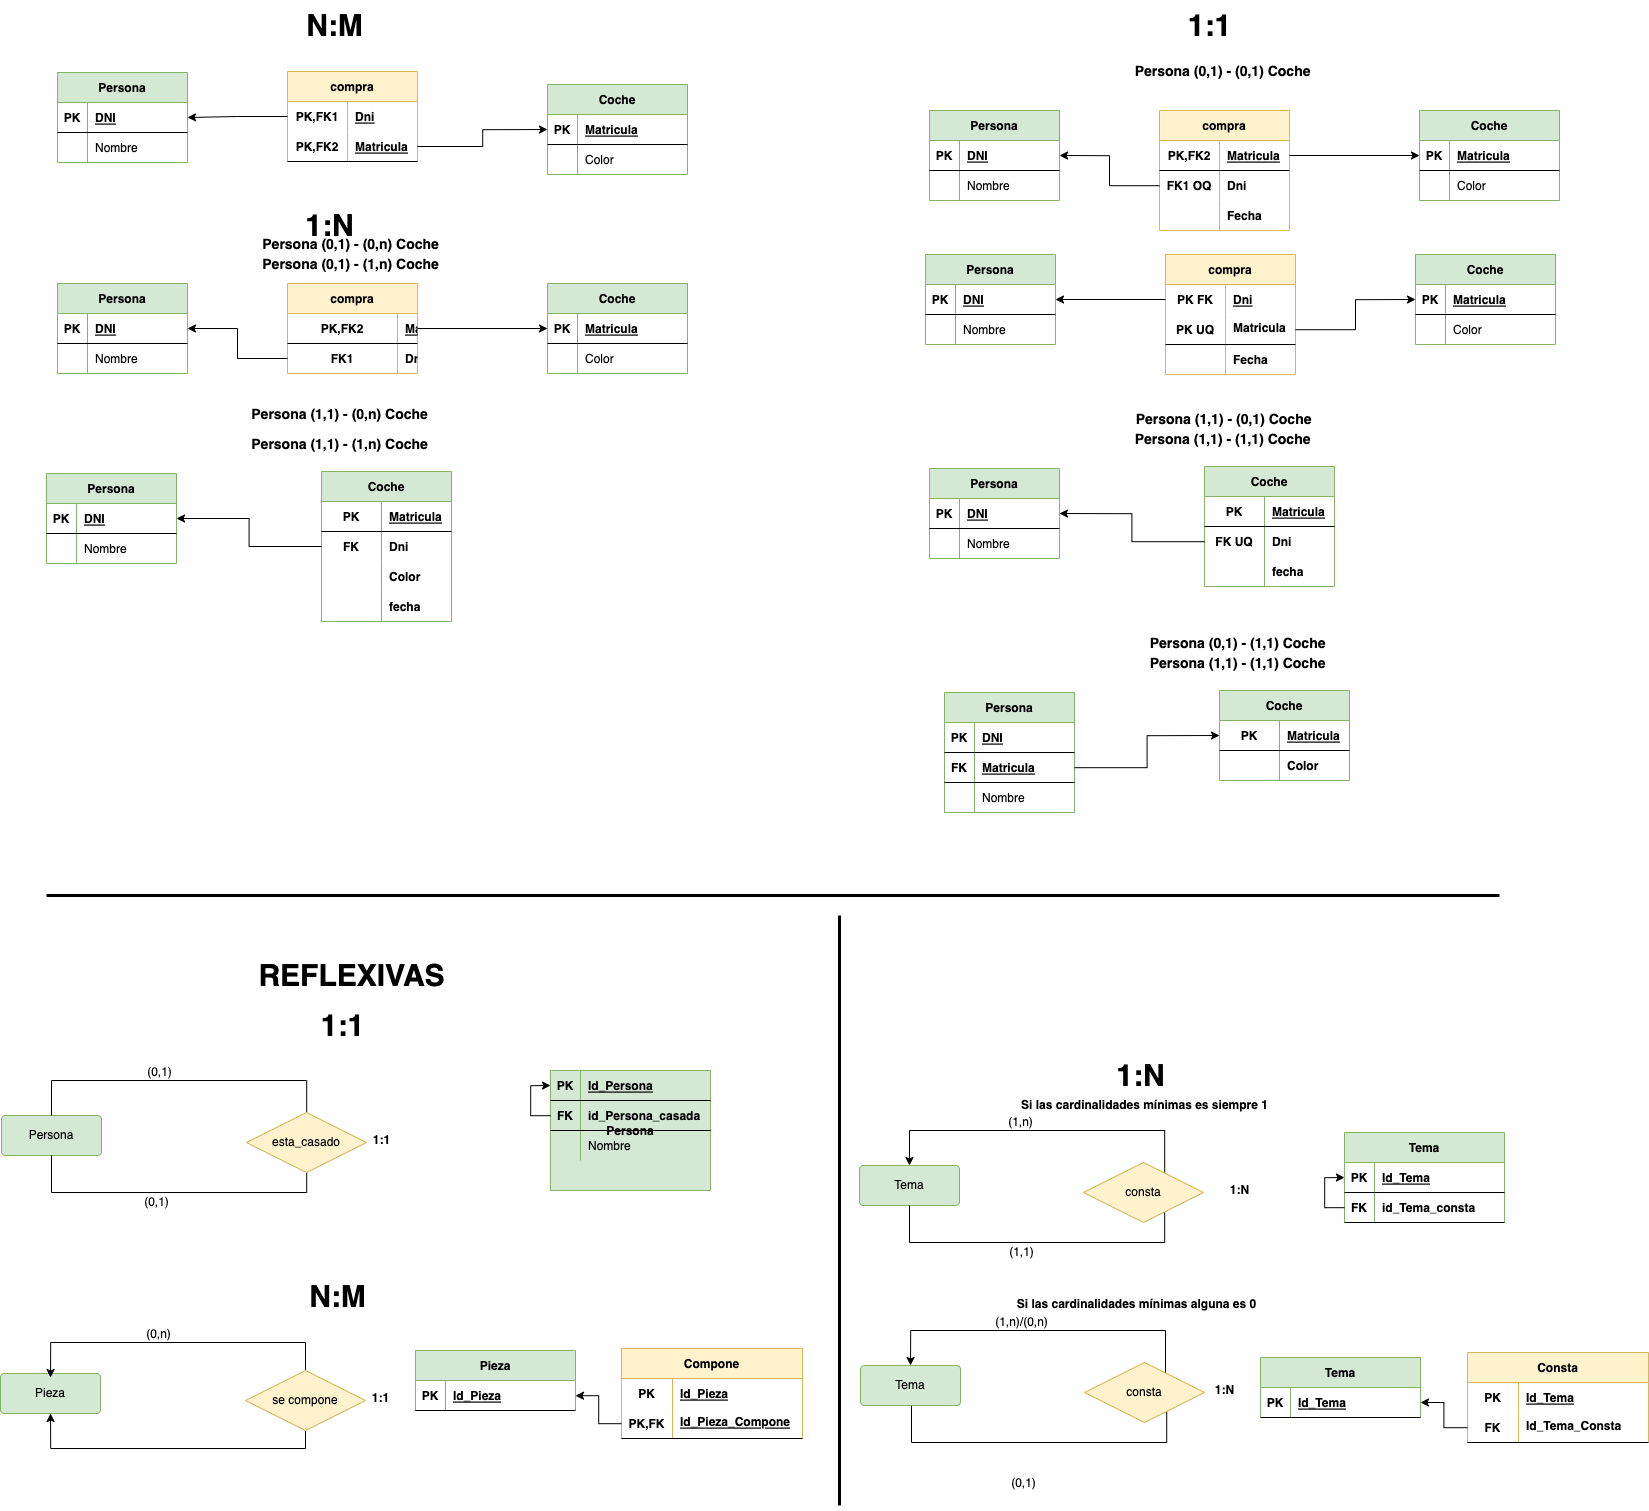 N:M
Persona
PK DNI
Nombre
compra
PK,FK1 Dni
PK,FK2 Matricula
Coche
PK Matricula
Color
1:N
Persona (0,1) - (0,n) Coche
Persona (0,1) - (1,n) Coche
Persona
PK DNI
Nombre
compra
PK,FK2 Ma
FK1 Dr
Coche
PK Matricula
Color
Persona (1,1) - (0,n) Coche
Persona (1,1) - (1,n) Coche
Persona
PK DNI
Nombre
Coche
PK Matricula
FK Dni
Color
fecha
1:1
Persona (0,1) - (0,1) Coche
Persona
PK DNI
Nombre
compra
PK,FK2 Matricula
FK1 OQ Dni
Fecha
Coche
PK Matricula
Color
Persona
PK DNI
Nombre
compra
PK FK Dni
PK UQ Matricula
Fecha
Coche
PK Matricula
Color
Persona (1,1) - (0,1) Coche
Persona (1,1) - (1,1) Coche
Persona
PK DNI
Nombre
Coche
PK Matricula
FK UQ Dni
fecha
Persona (0,1) - (1,1) Coche
Persona (1,1) - (1,1) Coche
Persona
PK DNI
FK Matricula
Nombre
Coche
PK Matricula
Color
REFLEXIVAS
1:1
(0,1)
Persona
esta_casado
1:1
(0,1)
PK Id_Persona
FK id_Persona_casada
Persona
Nombre
N:M
(0,n)
Pieza
se compone
1:1
Pieza
PK Id_Pieza
Compone
PK Id_Pieza
PK,FK Id_Pieza_Compone
1:N
Si las cardinalidades mínimas es siempre 1
(1,n)
Tema
consta
1:N
(1,1)
Tema
PK Id_Tema
FK id_Tema_consta
Si las cardinalidades mínimas alguna es 0
(1,n)/(0,n)
Tema
consta
1:N
(0,1)
Tema
PK Id_Tema
Consta
PK Id_Tema
FK Id_Tema_Consta